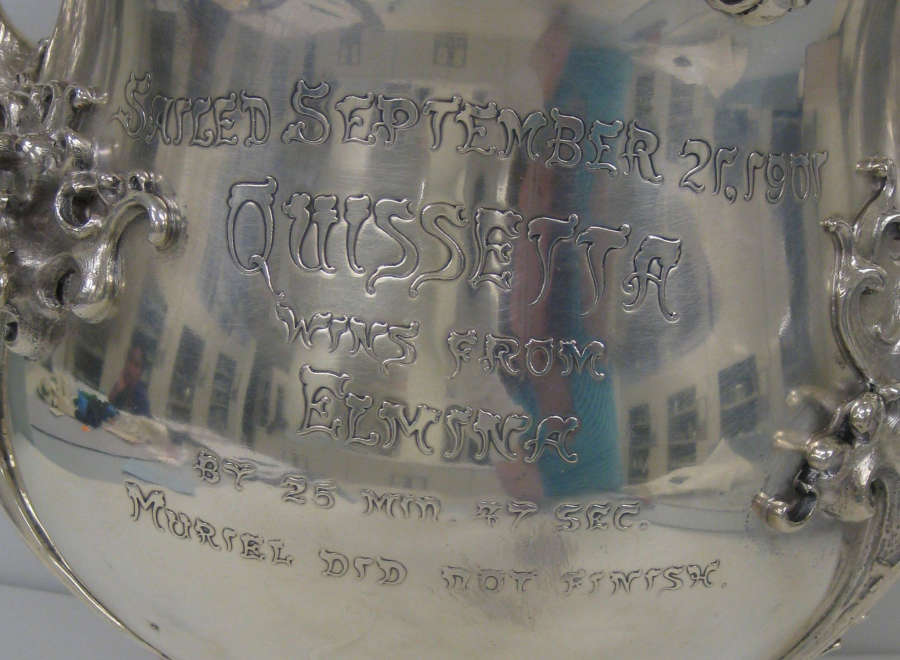 Sailed September 21, 1901
Quissetta
wins from
Elmina
by 25 min. 47 sec.
Muriel did not finish.